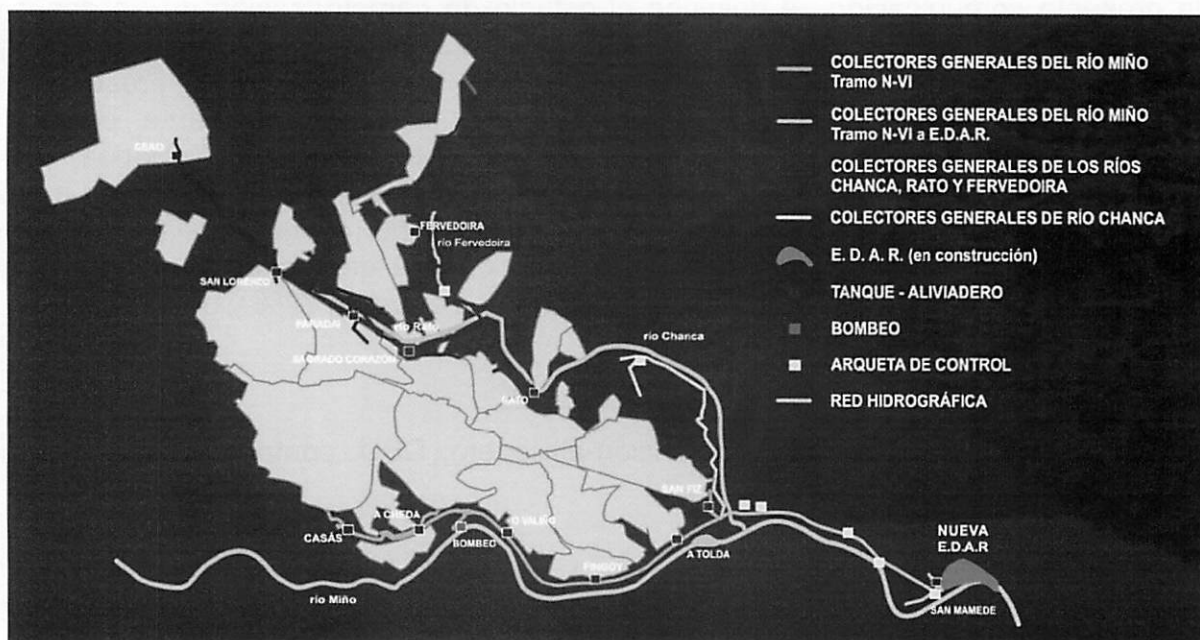 COLECTORES GENERALES DEL RÍO MIÑO
Tramo N-VI
COLECTORES GENERALES DEL RÍO MIÑO
Tramo N-VI a E.D.A.R.
COLECTORES GENERALES DE LOS RÍOS
CHANCA, RATO Y FERVEDOIRA
COLECTORES GENERALES DE RÍO CHANCA
E. D. A. R. (en construcción)
TANQUE - ALIVIADERO
BOMBEO
ARQUETA DE CONTROL
RED HIDROGRÁFICA
FERVEDOIRA
río Fervedoira
SAN LORENZO
PARADAI
río Rato
SAGRADO CORAZÓN
río Chanca
RATO
SAN FIZ
A CHEDA
O VALIÑO
CASÁS
BOMBEO
A TOLDA
FINGOY
NUEVA
E.D.A.R
río Miño
SAN MAMEDE